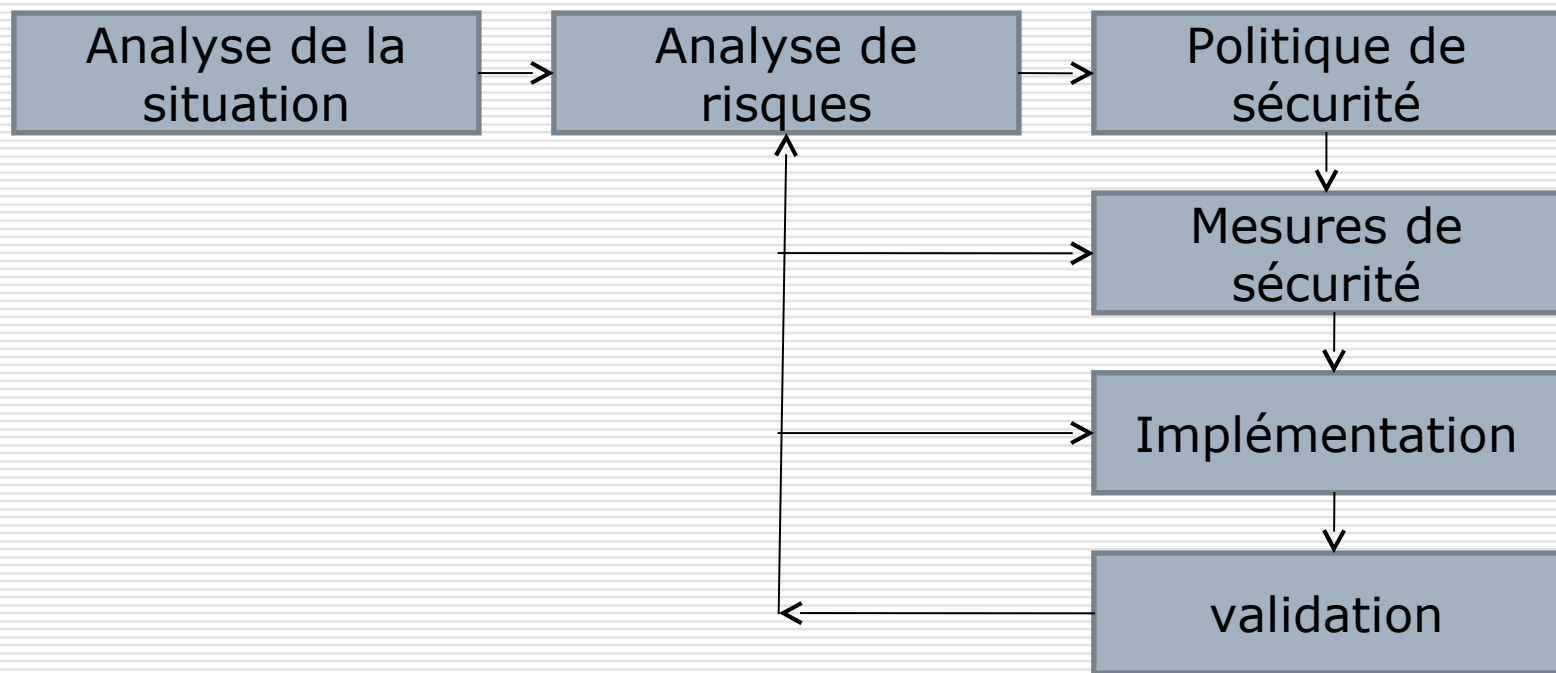 Analyse de la
situation
Analyse de
risques
Politique de
sécurité
Mesures de
sécurité
Implémentation
validation